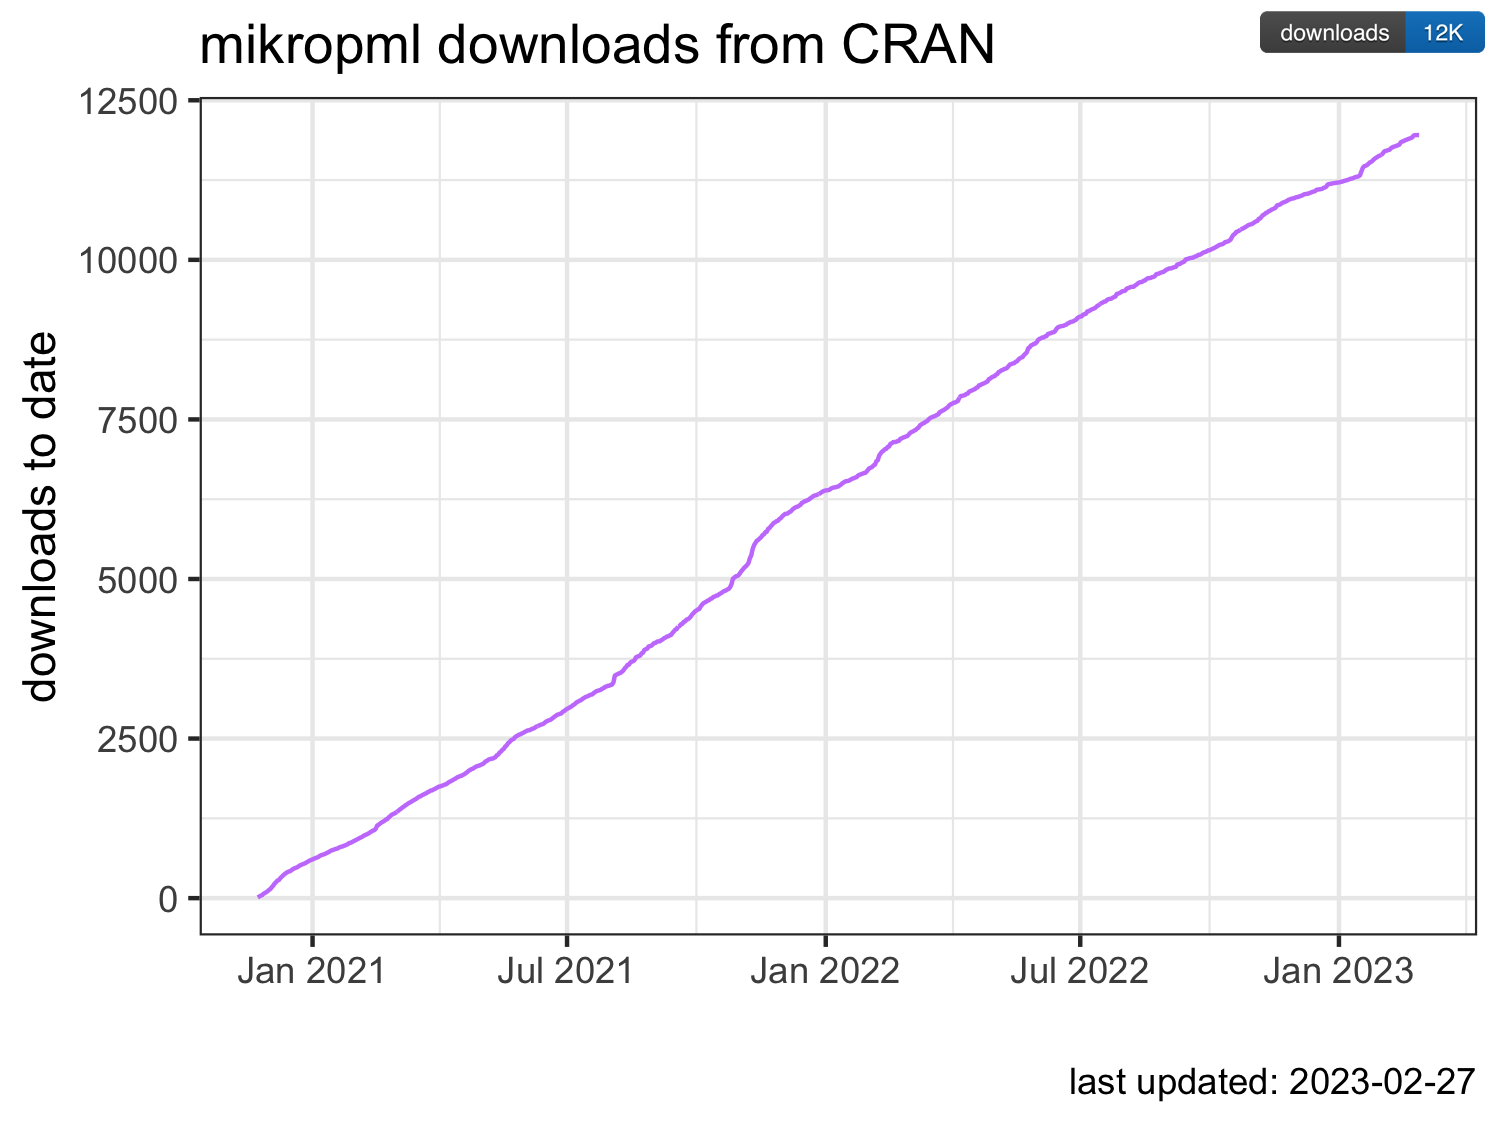 mikropml downloads from CRAN
downloads 12K
downloads to date
12500
10000
7500
5000
2500
0
Jan 2021 Jul 2021 Jan 2022 Jul 2022 Jan 2023
last updated: 2023-02-27